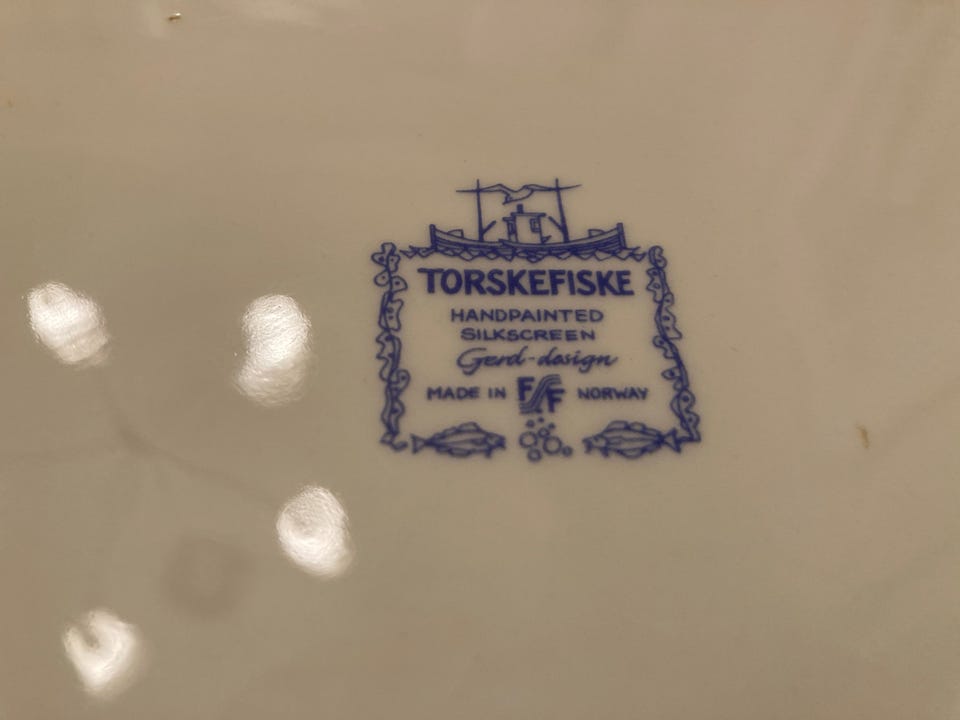 TORSKEFISKE
HANDPAINTED
SILKSCREEN
Gerd-design
MADE IN FF NORWAY